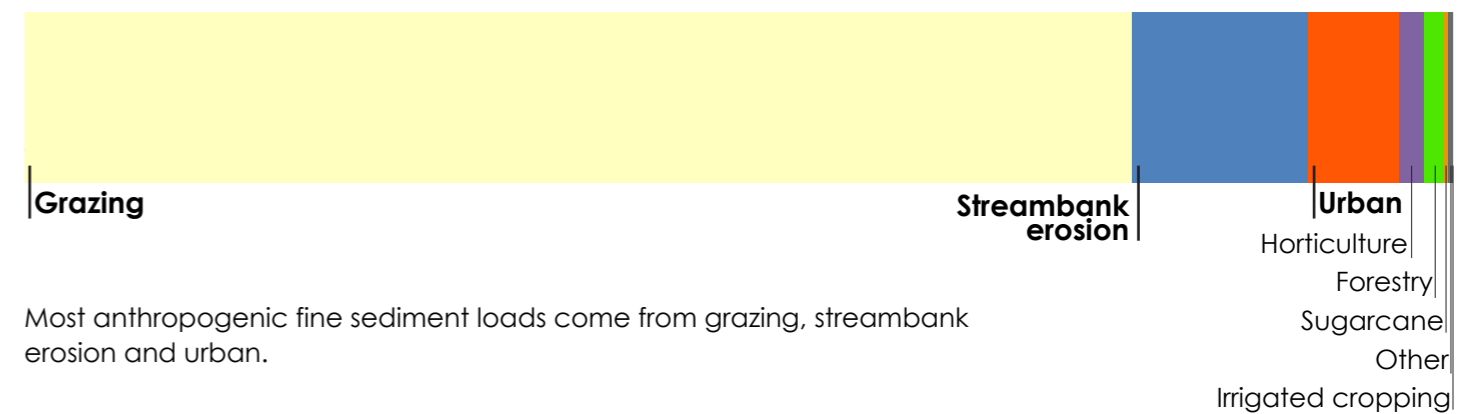 Grazing
Streambank
erosion
Urban
Horticulture
Forestry
Sugarcane
Other
Irrigated cropping
Most anthropogenic fine sediment loads come from grazing, streambank
erosion and urban.